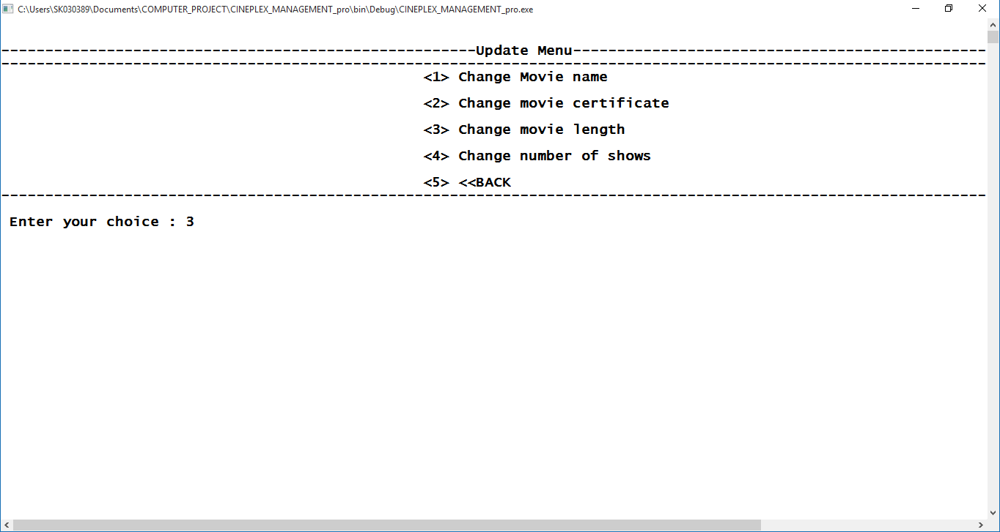 C:\Users\SK030389\Documents\COMPUTER_PROJECT\CINEPLEX_MANAGEMENT_pro\bin\Debug\CINEPLEX_MANAGEMENT_pro.exe
------------------------------------------------------Update Menu-----------------------------------------------
----------------------------------------------------------------------------------------------------------------
<1> Change Movie name
<2> Change movie certificate
<3> Change movie length
<4> Change number of shows
<5> <<BACK
----------------------------------------------------------------------------------------------------------------
Enter your choice : 3